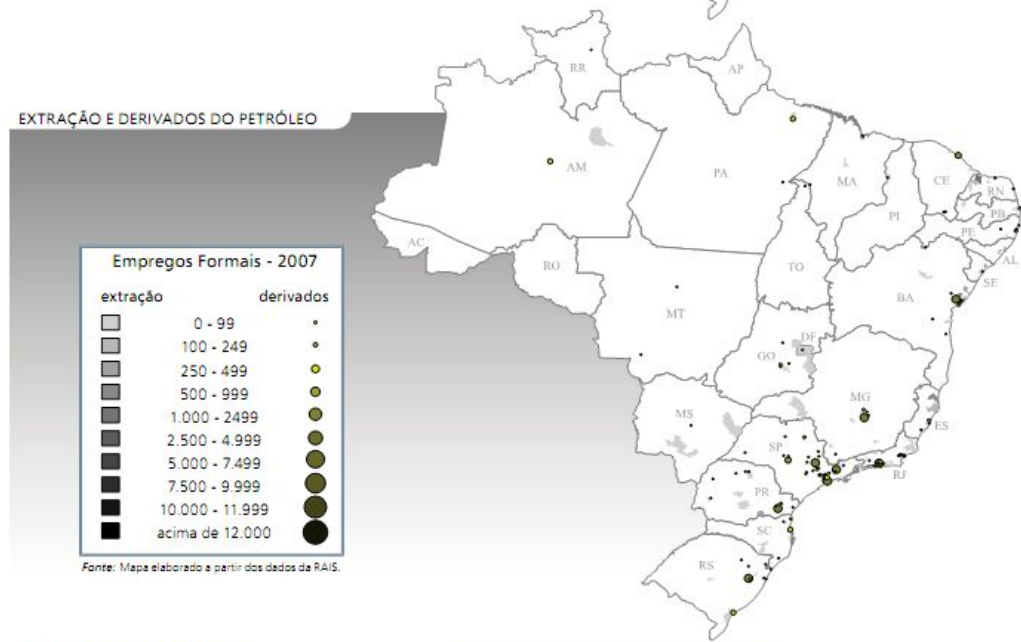 EXTRAÇÃO E DERIVADOS DO PETRÓLEO
Empregos Formais - 2007
extração derivados
0 - 99
100 - 249
250 - 499
500 - 999
1.000 - 2499
2.500 - 4.999
5.000 - 7.499
7.500 - 9.999
10.000 - 11.999
acima de 12.000
Fonte: Mapa elaborado a partir dos dados da RAIS.
RR
AP
AM
PA
MA
CE
RN
PB
PI
PE
AL
AC
SE
RO
TO
BA
MT
DF
GO
MG
MS
ES
SP
RJ
PR
SC
RS